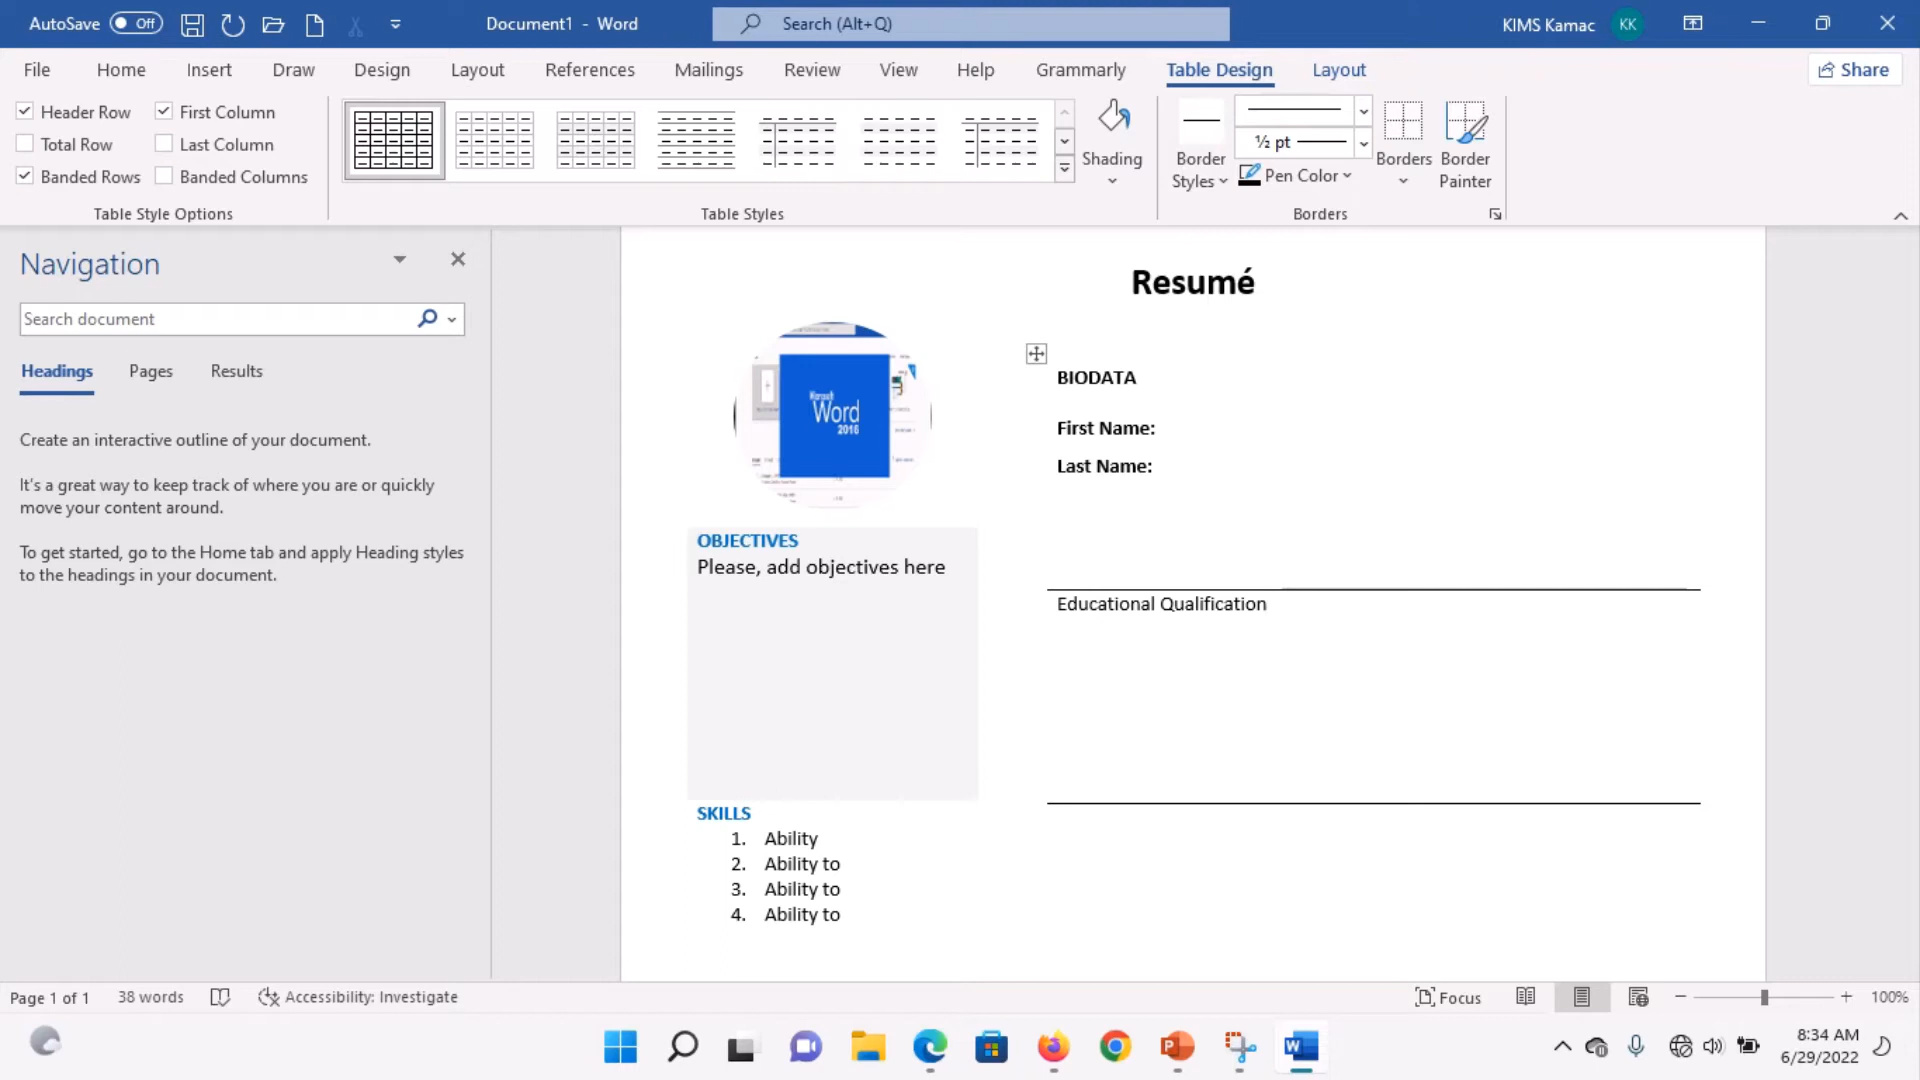 AutoSave Off Document1 - Word Search (Alt+Q) KIMS Kamac KK
File Home Insert Draw Design Layout References Mailings Review View Help Grammarly Table Design Layout Share
Header Row First Column
Total Row Last Column
Banded Rows Banded Columns
Table Style Options
Table Styles
Shading
Border Styles
½ pt
Pen Color
Borders
Border Painter
Borders
Navigation
Search document
Headings Pages Results
Create an interactive outline of your document.
It's a great way to keep track of where you are or quickly
move your content around.
To get started, go to the Home tab and apply Heading styles
to the headings in your document.
Resumé
Microsoft
Word
2016
BIODATA
First Name:
Last Name:
OBJECTIVES
Please, add objectives here
Educational Qualification
SKILLS
1. Ability
2. Ability to
3. Ability to
4. Ability to
Page 1 of 1 38 words Accessibility: Investigate Focus 100%
8:34 AM
6/29/2022